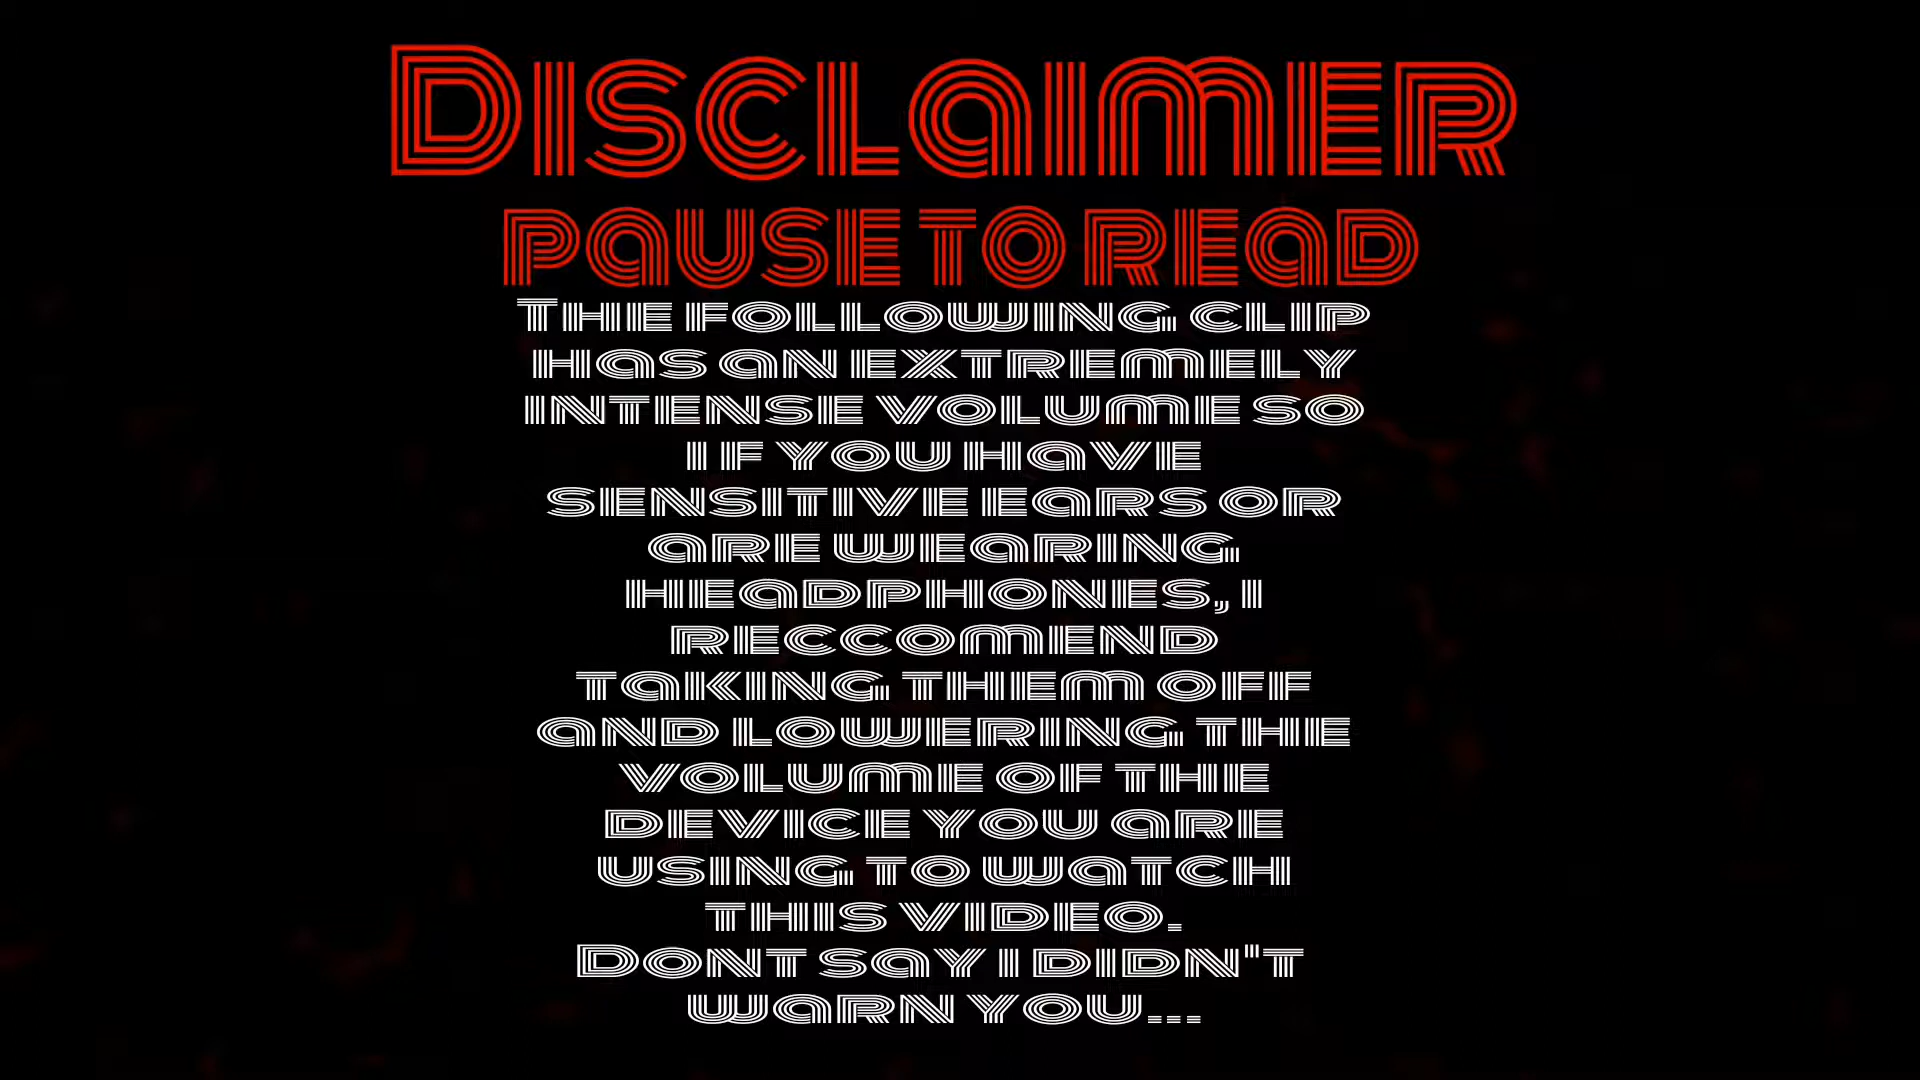 Disclaimer
Pause to read
The following clip
has an extremely
intense volume so
if you have
sensitive ears or
are wearing
headphones, i
reccomend
taking them off
and lowering the
volume of the
device you are
using to watch
this video.
Dont say i didn"t
warn you...